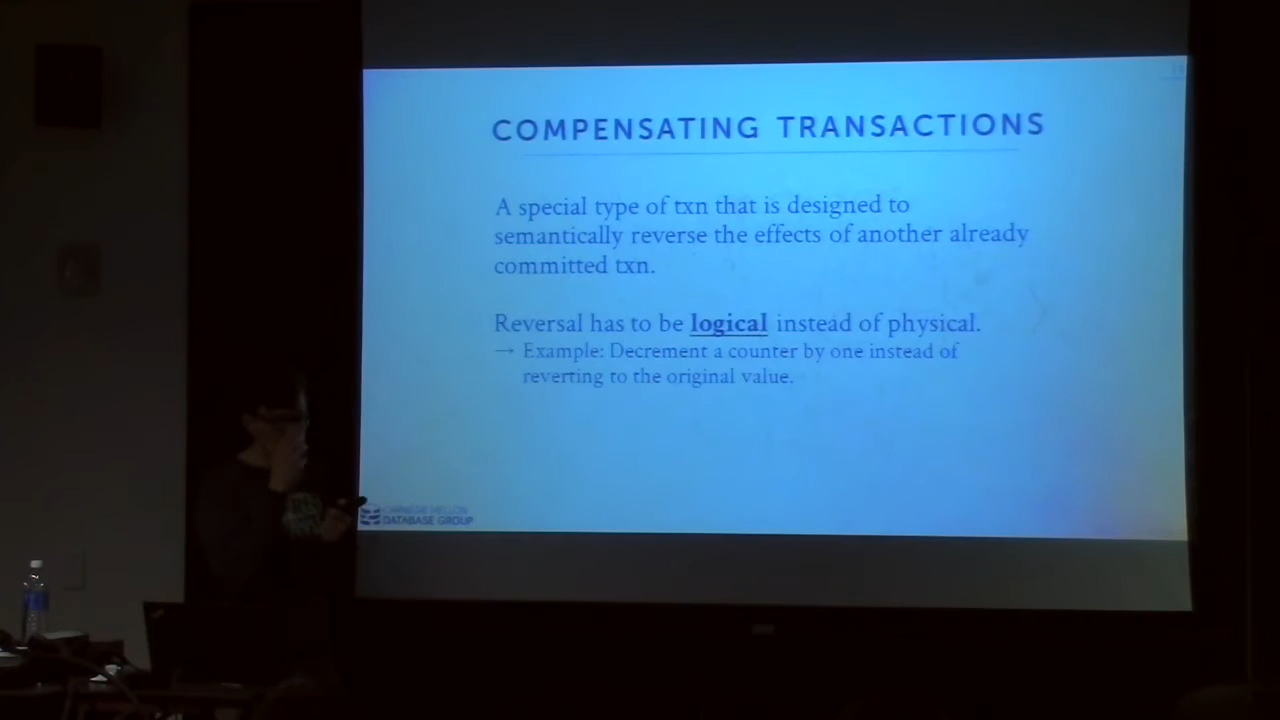 COMPENSATING TRANSACTIONS
A special type of txn that is designed to
semantically reverse the effects of another already
committed txn.
Reversal has to be logical instead of physical.
→ Example: Decrement a counter by one instead of
reverting to the original value.
CARNEGIE MELLON
DATABASE GROUP